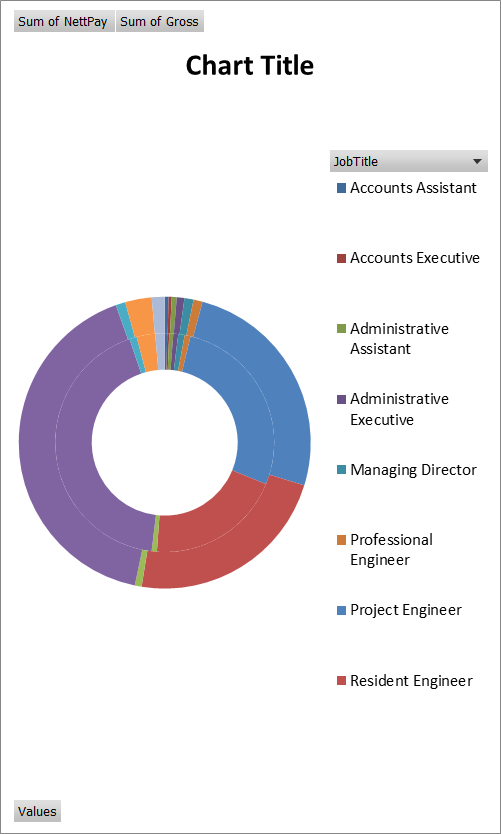 Sum of NettPay Sum of Gross
Chart Title
JobTitle
Accounts Assistant
Accounts Executive
Administrative
Assistant
Administrative
Executive
Managing Director
Professional
Engineer
Project Engineer
Resident Engineer
Values